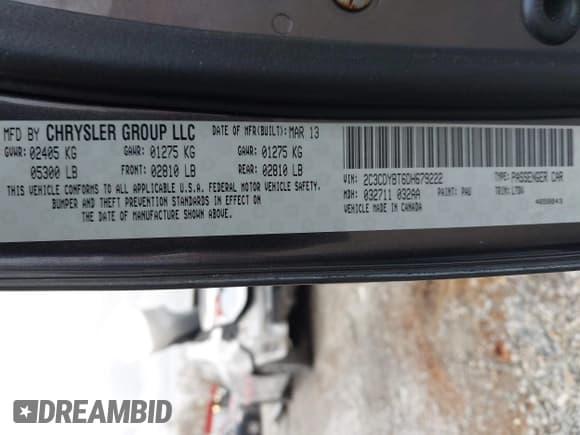 MFD BY CHRYSLER GROUP LLC DATE OF MFR(BUILT): MAR 13
GVWR: 02405 KG GAWR: 01275 KG GAWR: 01275 KG
05300 LB FRONT: 02810 LB REAR: 02810 LB
THIS VEHICLE CONFORMS TO ALL APPLICABLE U.S.A. FEDERAL MOTOR VEHICLE SAFETY,
BUMPER AND THEFT PREVENTION STANDARDS IN EFFECT ON
THE DATE OF MANUFACTURE SHOWN ABOVE.
VIN: 2C3CDYBT6DH679222 TYPE: PASSENGER CAR
MDH: 032711 032AA PAINT: PAU TRIM:
VEHICLE MADE IN CANADA
DREAMBID